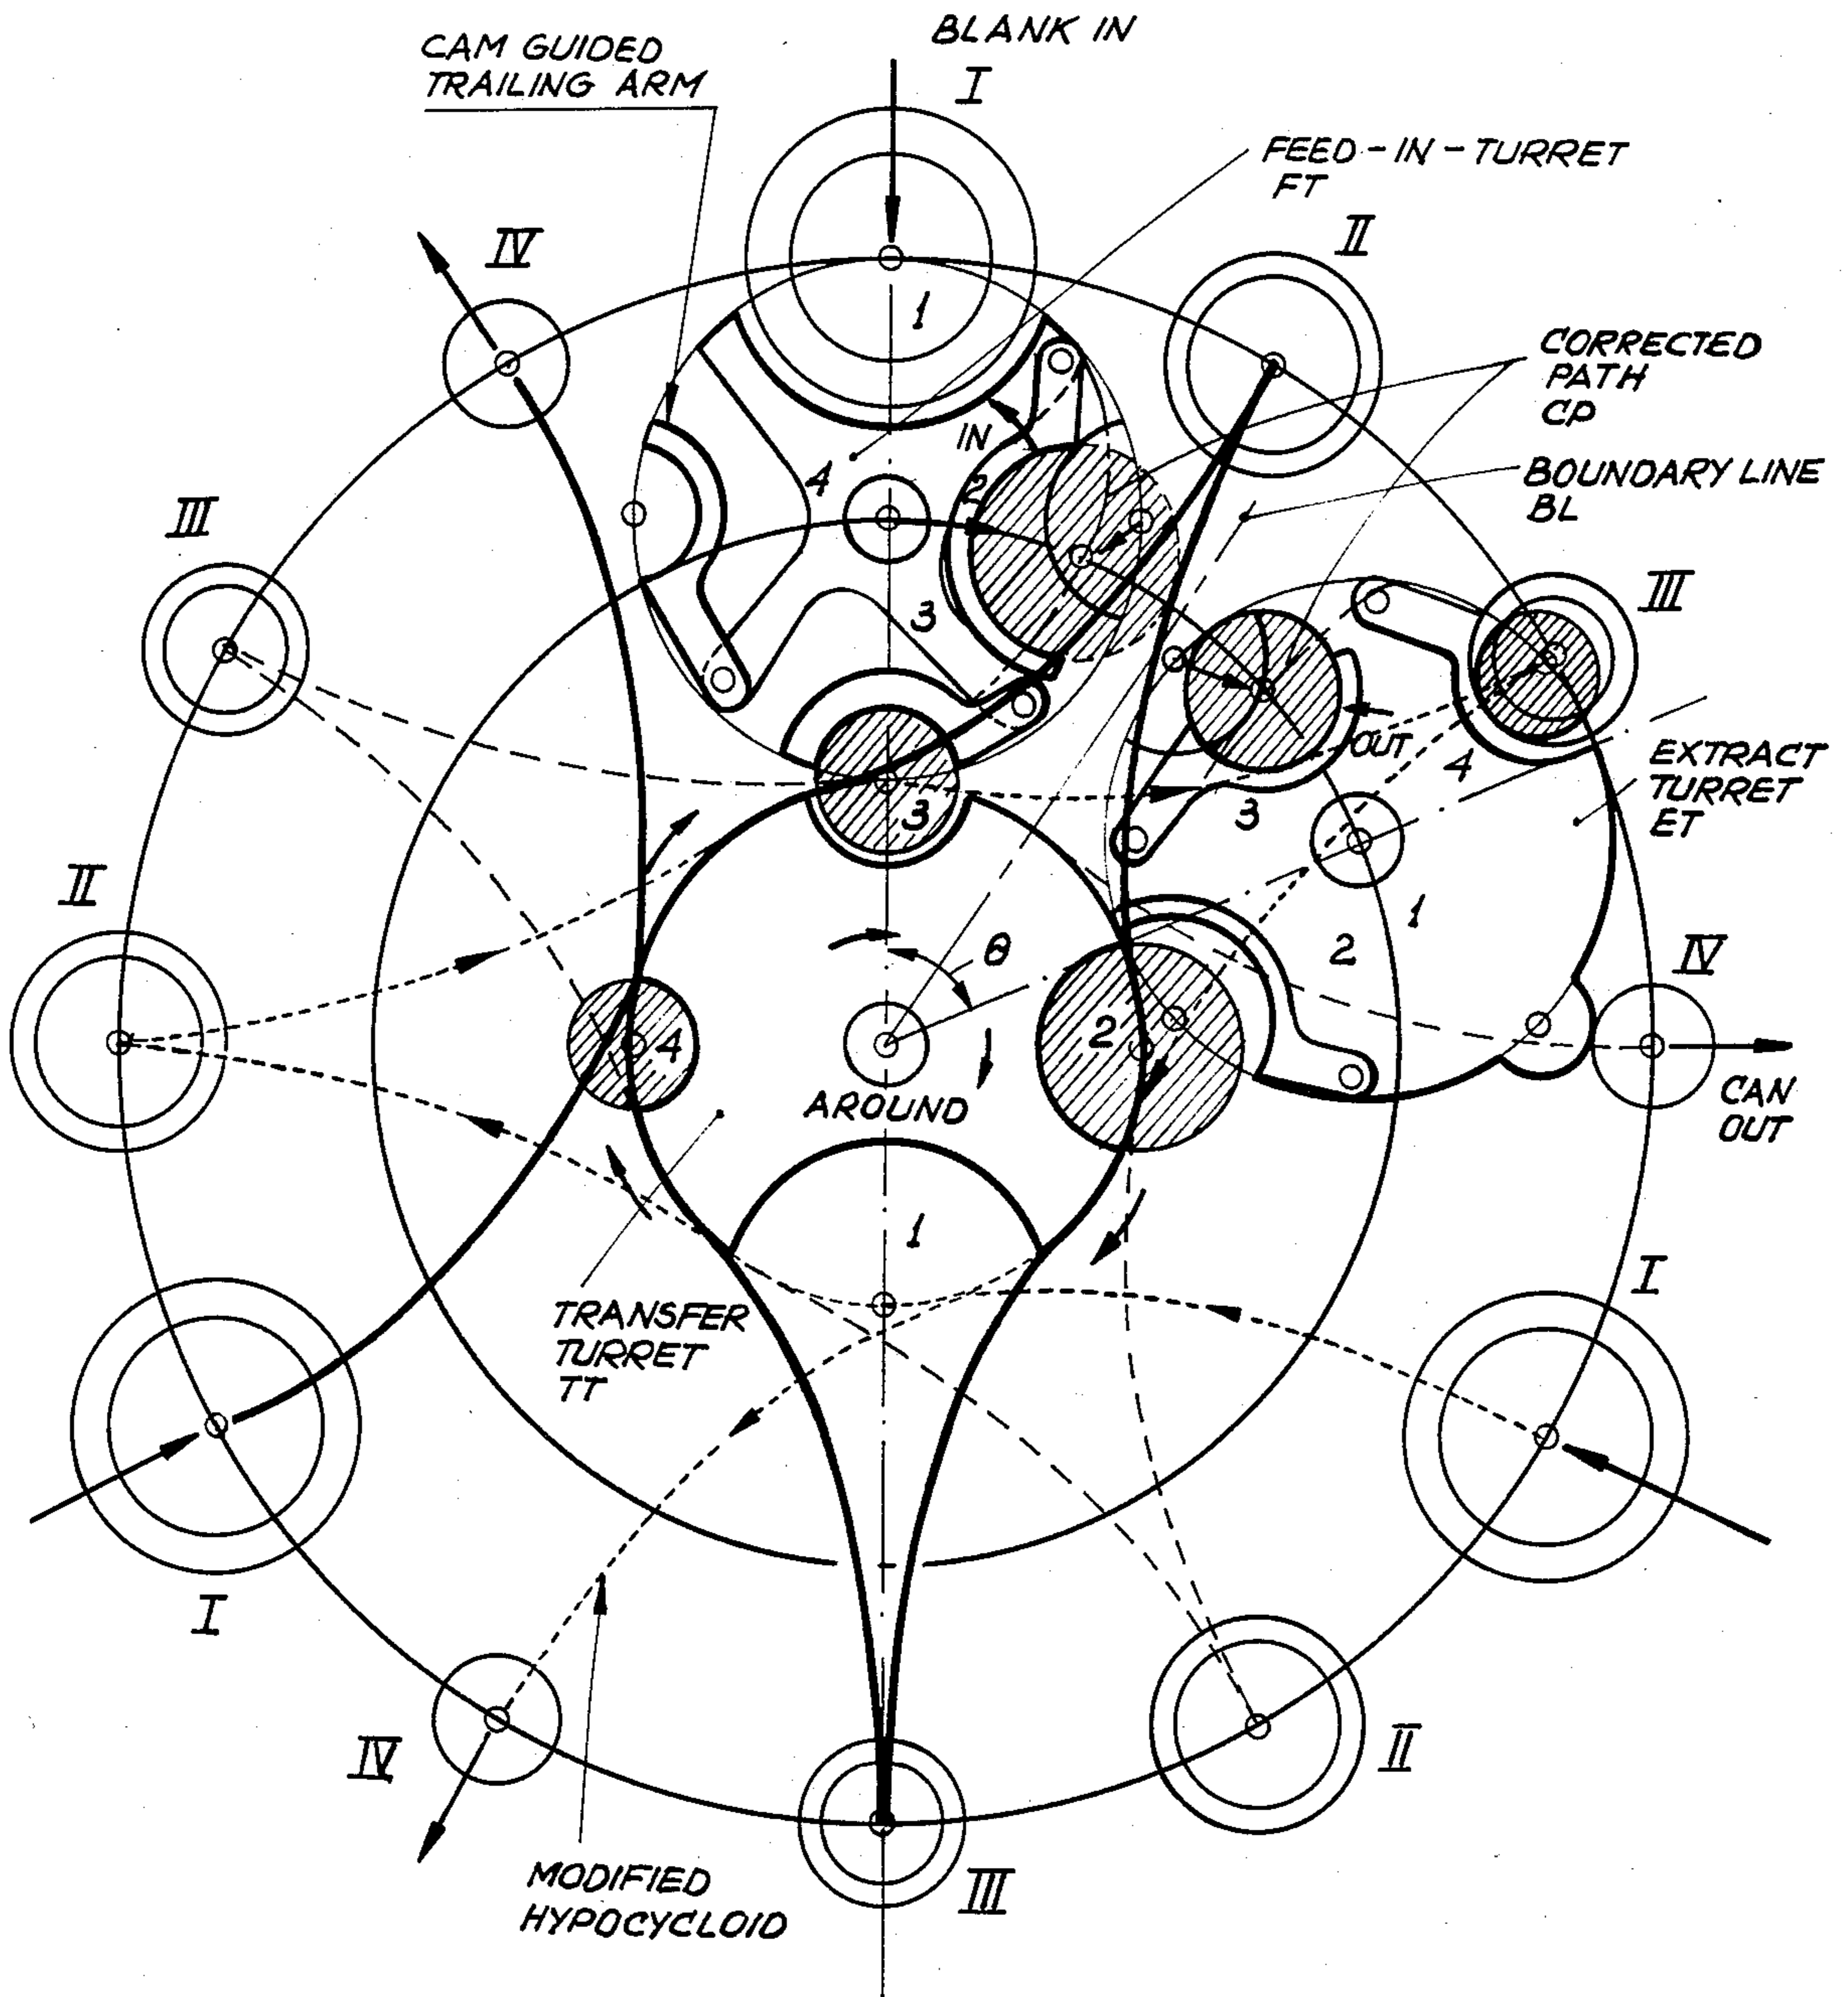 BLANK IN
CAM GUIDED
TRAILING ARM
I
FEED-IN-TURRET
FT
IV
II
1
CORRECTED
PATH
CP
IN
4
2
BOUNDARY LINE
BL
III
3
III
OUT
4
EXTRACT
TURRET
ET
3
3
II
1
θ
2
IV
2
4
AROUND
CAN
OUT
1
I
TRANSFER
TURRET
TT
I
IV
II
MODIFIED
HYPOCYCLOID
III